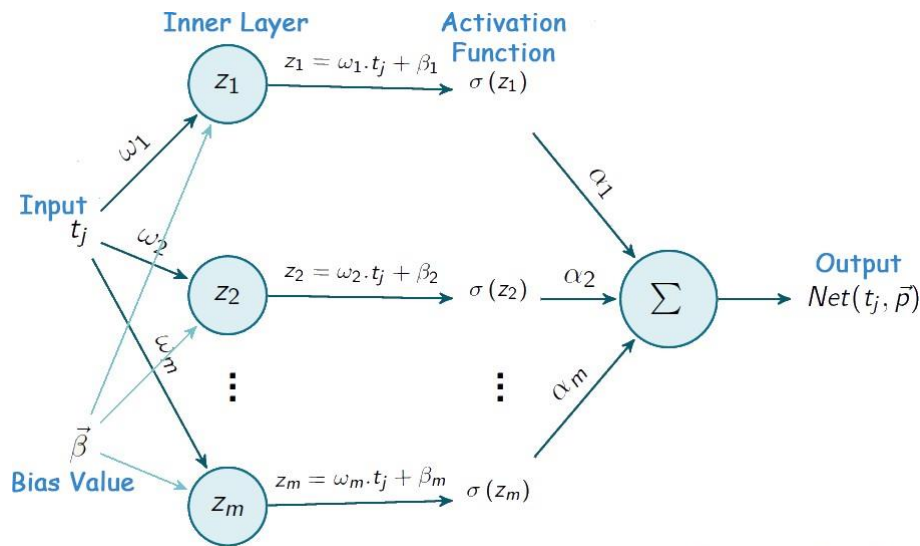 Inner Layer
Activation
Function
z₁
z₁ = ω₁.tⱼ + β₁
σ (z₁)
ω₁
α₁
Input
tⱼ
ω₂
z₂
z₂ = ω₂.tⱼ + β₂
σ(z₂)
α₂
∑
Output
Net(tⱼ, p⃗)
ωₘ
⋮
⋮
αₘ
β⃗
Bias Value
zₘ
zₘ = ωₘ.tⱼ + βₘ
σ (zₘ)